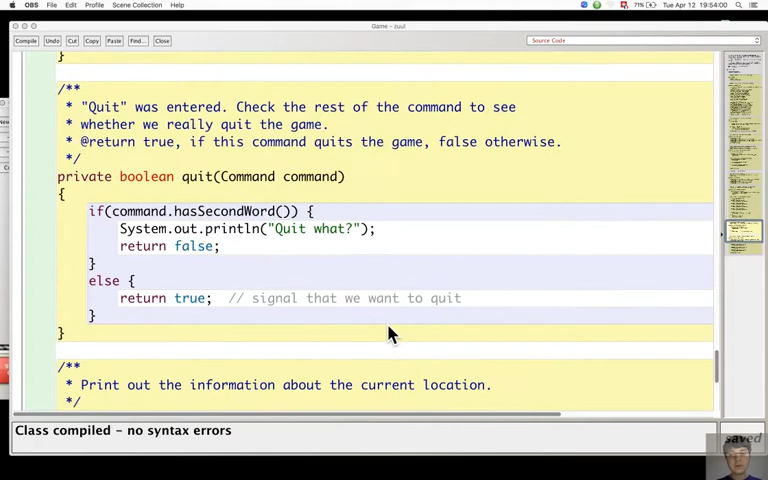 OBS File Edit Profile Scene Collection Help
71% Tue Apr 12 19:54:00
Game - zuul
Compile Undo Cut Copy Paste Find... Close
Source Code
}
/**
* "Quit" was entered. Check the rest of the command to see
* whether we really quit the game.
* @return true, if this command quits the game, false otherwise.
*/
private boolean quit(Command command)
{
if(command.hasSecondWord()) {
System.out.println("Quit what?");
return false;
}
else {
return true;  // signal that we want to quit
}
}
/**
* Print out the information about the current location.
*/
Class compiled - no syntax errors
saved